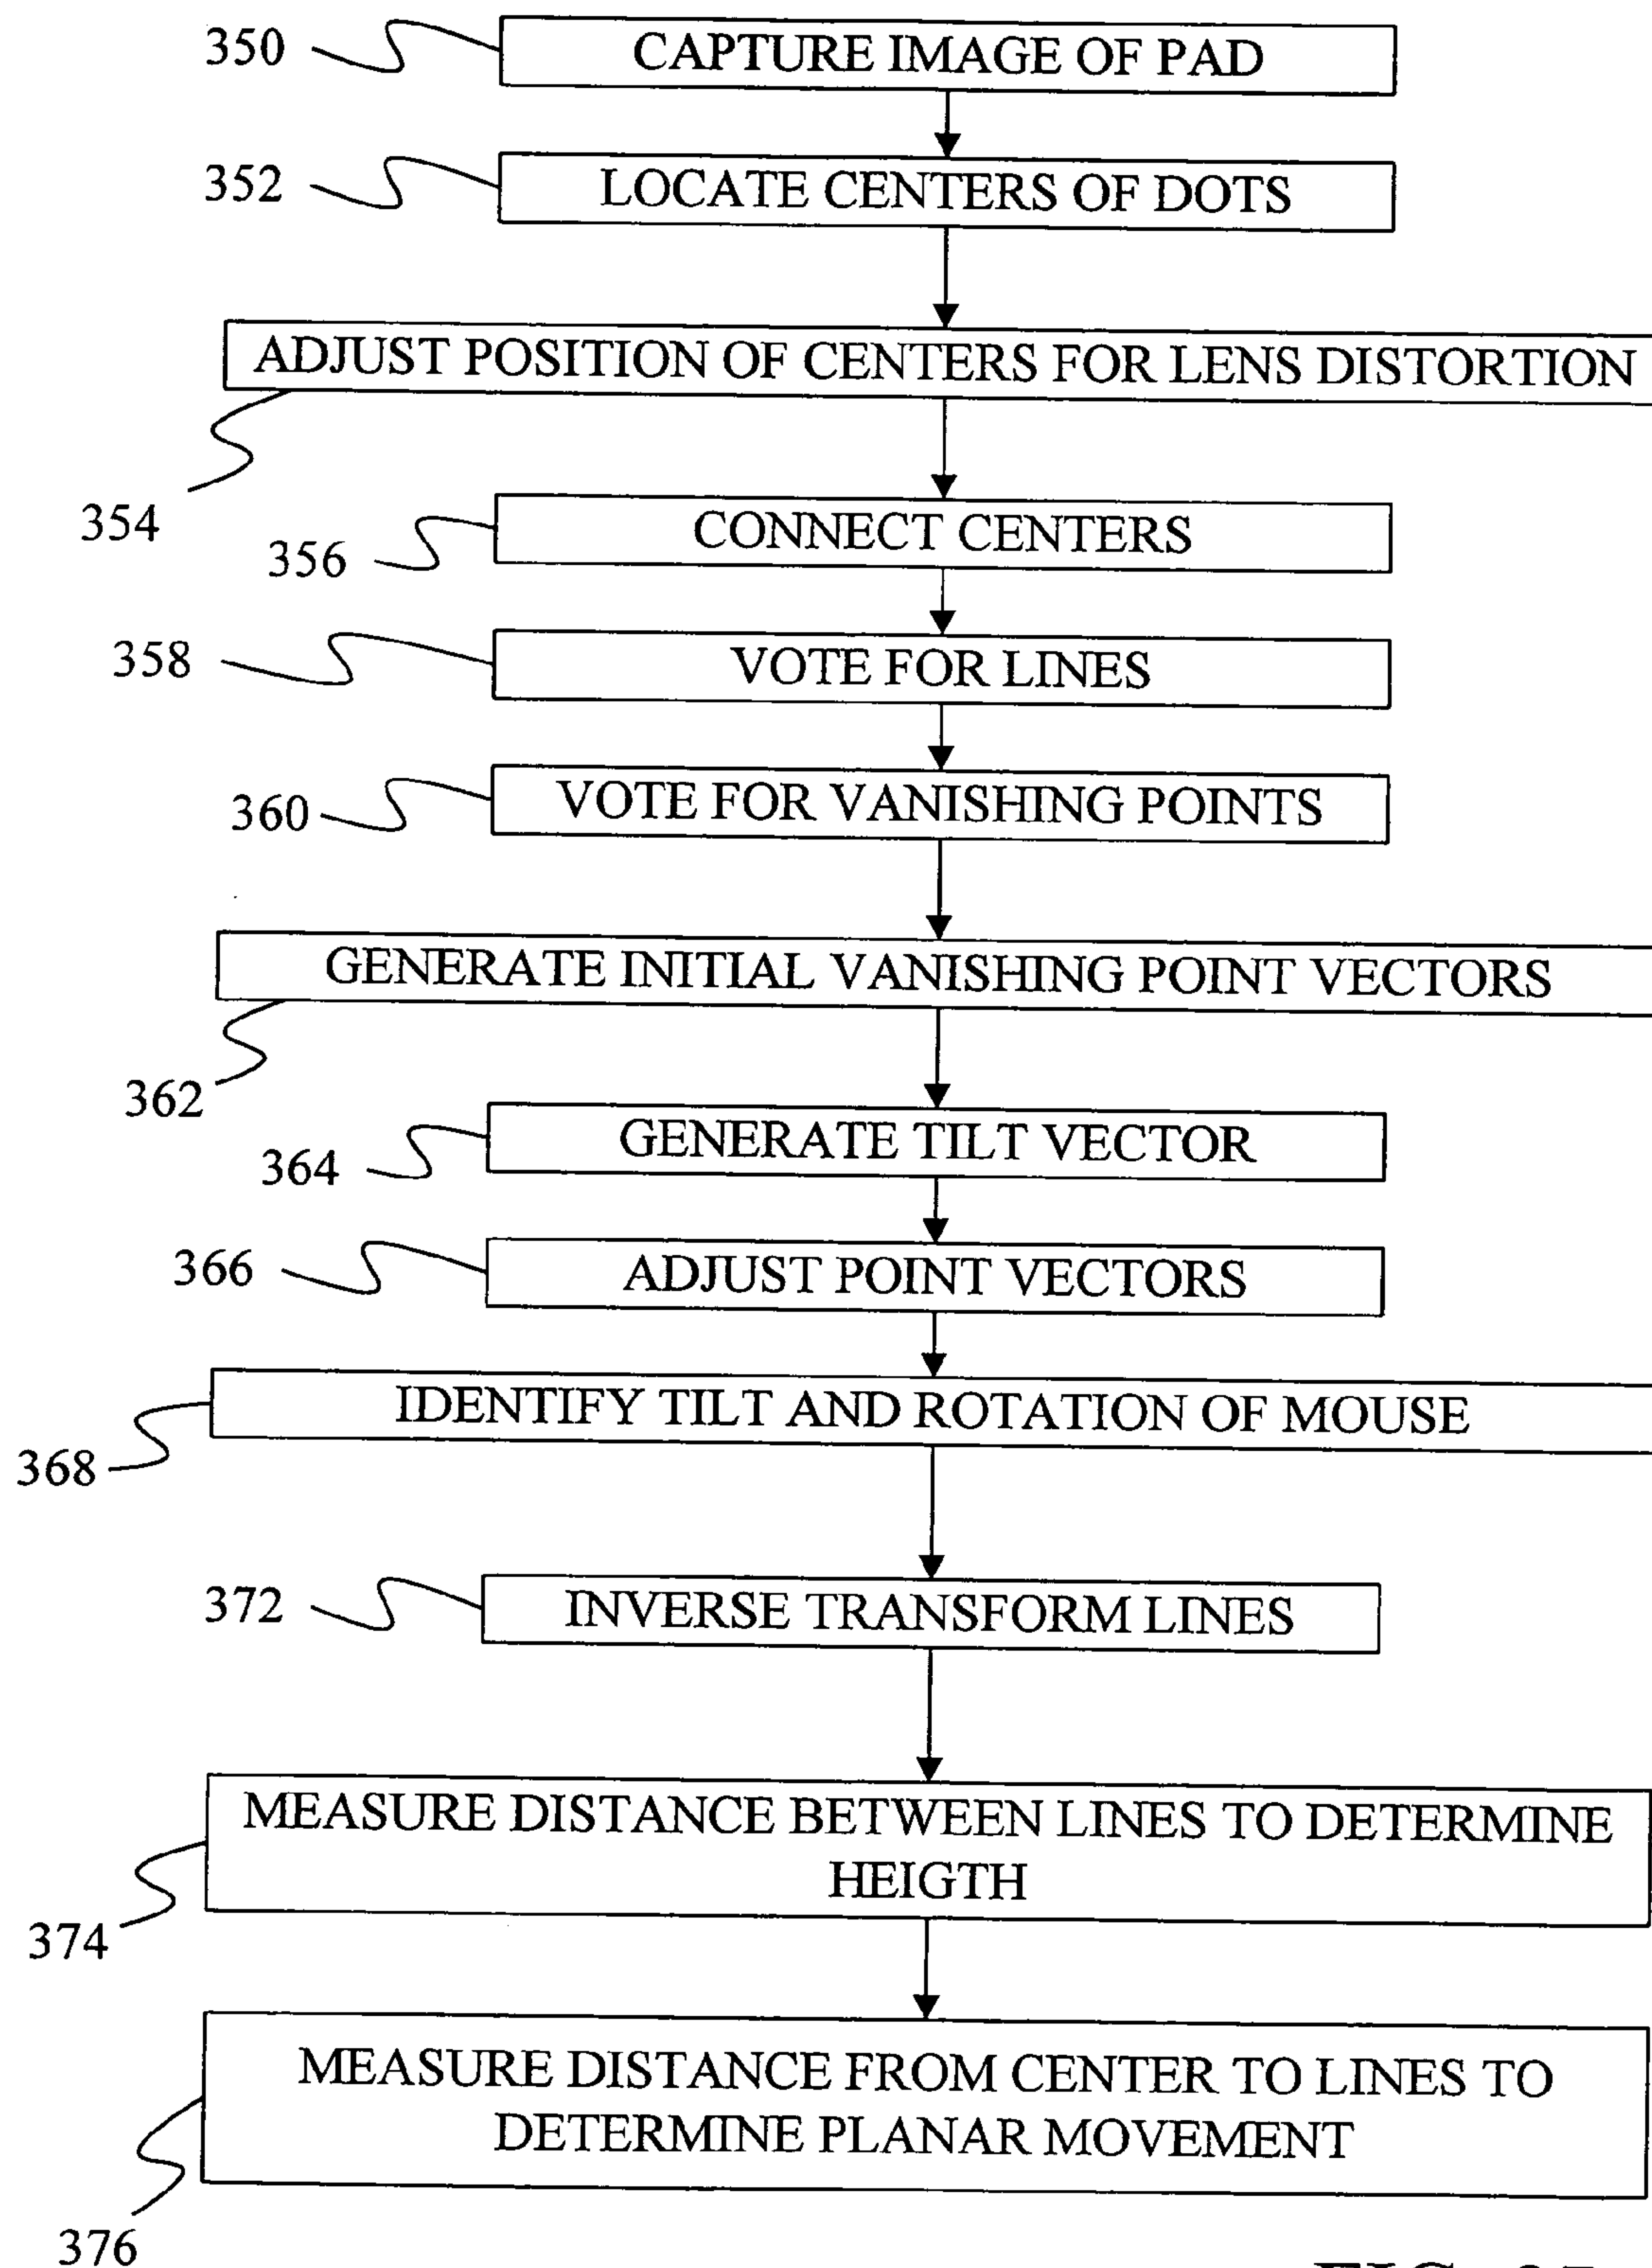 350 CAPTURE IMAGE OF PAD
352 LOCATE CENTERS OF DOTS
ADJUST POSITION OF CENTERS FOR LENS DISTORTION
354
356 CONNECT CENTERS
358 VOTE FOR LINES
360 VOTE FOR VANISHING POINTS
GENERATE INITIAL VANISHING POINT VECTORS
362
364 GENERATE TILT VECTOR
366 ADJUST POINT VECTORS
IDENTIFY TILT AND ROTATION OF MOUSE
368
372 INVERSE TRANSFORM LINES
MEASURE DISTANCE BETWEEN LINES TO DETERMINE
HEIGTH
374
MEASURE DISTANCE FROM CENTER TO LINES TO
DETERMINE PLANAR MOVEMENT
376